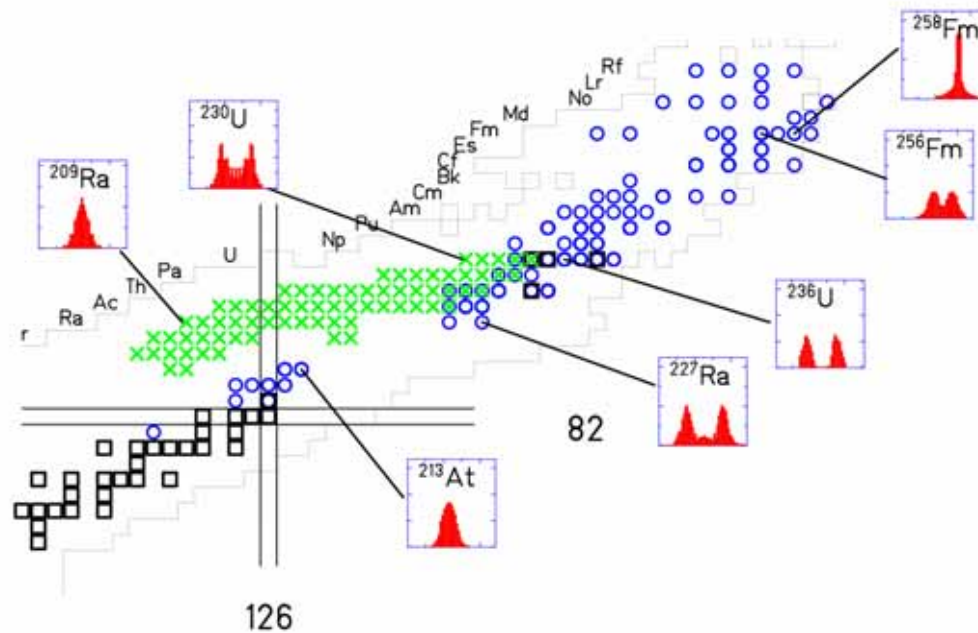 258Fm
Rf
Lr
No
Md
Fm
Es
Cf
Bk
Cm
Am
Pu
Np
U
Pa
Th
Ac
Ra
r
230U
209Ra
256Fm
236U
227Ra
82
213At
126